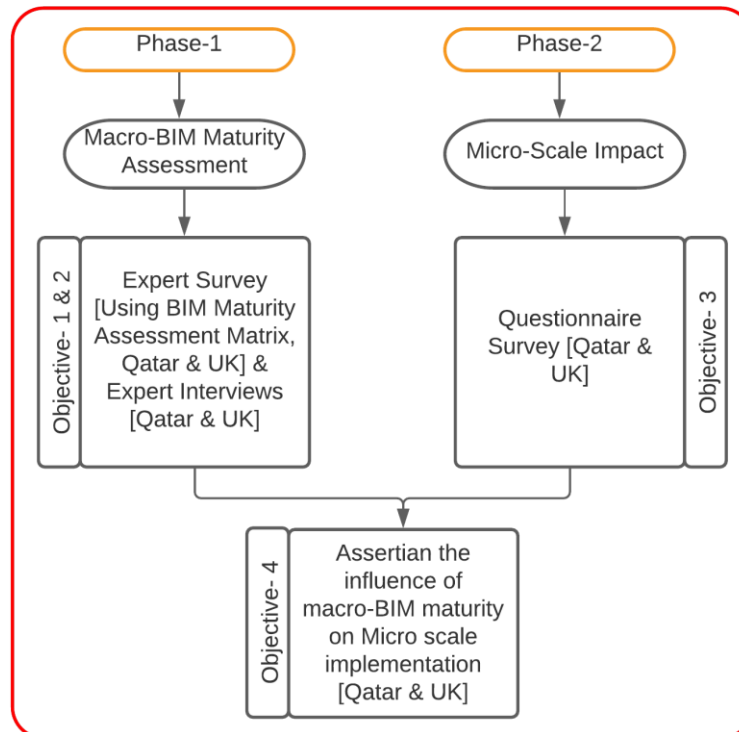 Phase-1
Phase-2
Macro-BIM Maturity
Assessment
Micro-Scale Impact
Objective- 1 & 2
Expert Survey
[Using BIM Maturity
Assessment Matrix,
Qatar & UK] &
Expert Interviews
[Qatar & UK]
Questionnaire
Survey [Qatar &
UK]
Objective- 3
Objective- 4
Assertian the
influence of
macro-BIM maturity
on Micro scale
implementation
[Qatar & UK]